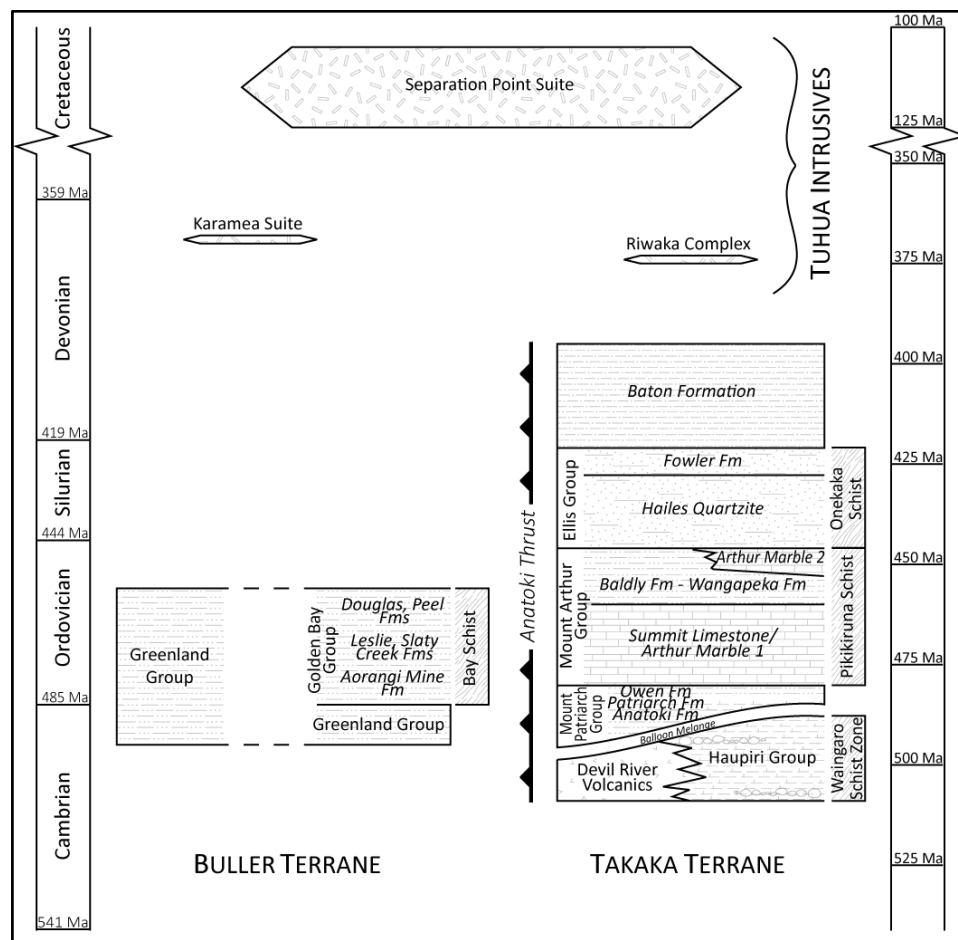 Cretaceous
359 Ma
Devonian
419 Ma
Silurian
444 Ma
Ordovician
485 Ma
Cambrian
541 Ma
Separation Point Suite
Karamea Suite
Riwaka Complex
TUHUA INTRUSIVES
Greenland
Group
Golden Bay
Group
Douglas, Peel
Fms
Leslie, Slaty
Creek Fms
Aorangi Mine
Fm
Greenland Group
Bay Schist
BULLER TERRANE
Anatoki Thrust
Baton Formation
Ellis Group
Fowler Fm
Hailes Quartzite
Onekaka
Schist
Mount Arthur
Group
Arthur Marble 2
Baldly Fm - Wangapeka Fm
Summit Limestone/
Arthur Marble 1
Pikikiruna Schist
Mount
Patriarch
Group
Owen Fm
Patriarch Fm
Anatoki Fm
Balloon Melange
Devil River
Volcanics
Haupiri Group
Waingaro
Schist Zone
TAKAKA TERRANE
100 Ma
125 Ma
350 Ma
375 Ma
400 Ma
425 Ma
450 Ma
475 Ma
500 Ma
525 Ma